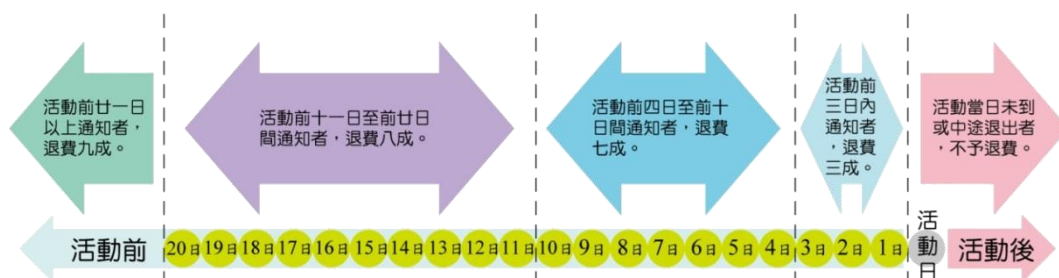 活動前廿一日
以上通知者，
退費九成。
活動前十一日至前廿日
間通知者，退費八成。
活動前四日至前十
日間通知者，退費
七成。
活動前
三日內
通知者
，退費
三成。
活動當日未到
或中途退出者
，不予退費。
活動前
20日
19日
18日
17日
16日
15日
14日
13日
12日
11日
10日
9日
8日
7日
6日
5日
4日
3日
2日
1日
活動日
活動後